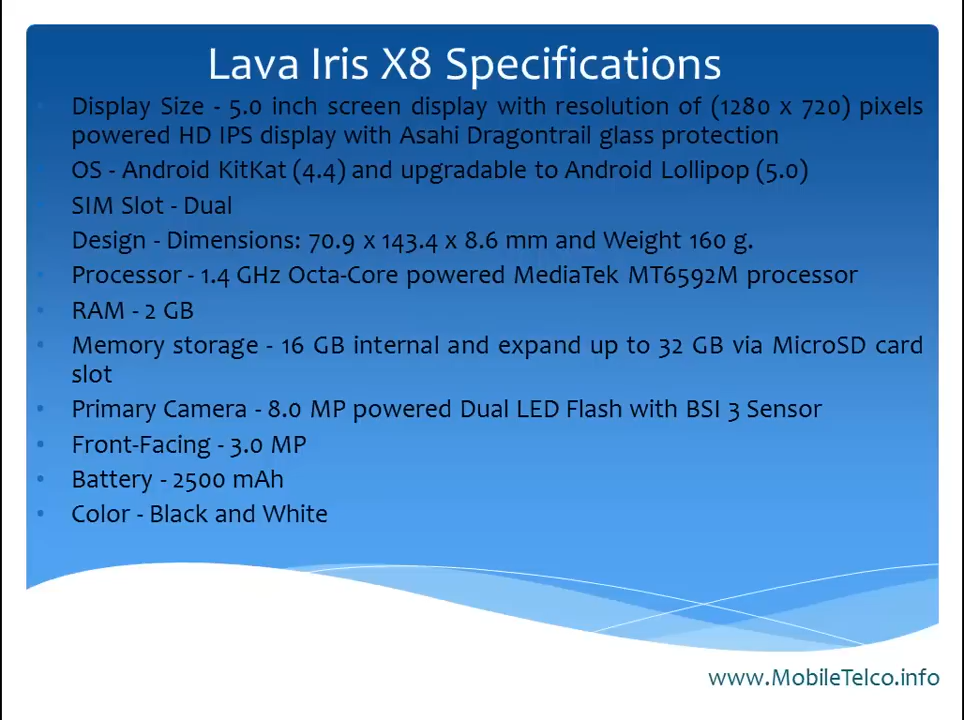 Lava Iris X8 Specifications
• Display Size - 5.0 inch screen display with resolution of (1280 x 720) pixels
powered HD IPS display with Asahi Dragontrail glass protection
OS - Android KitKat (4.4) and upgradable to Android Lollipop (5.0)
SIM Slot - Dual
Design - Dimensions: 70.9 x 143.4 x 8.6 mm and Weight 160 g.
• Processor - 1.4 GHz Octa-Core powered MediaTek MT6592M processor
• RAM - 2 GB
• Memory storage - 16 GB internal and expand up to 32 GB via MicroSD card
slot
• Primary Camera - 8.0 MP powered Dual LED Flash with BSI 3 Sensor
• Front-Facing - 3.0 MP
• Battery - 2500 mAh
• Color - Black and White
www.MobileTelco.info